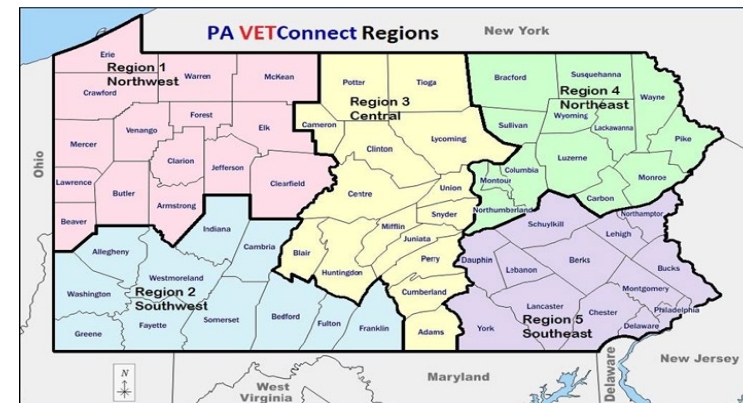 PA VETConnect Regions
New York
Erie
Region 1
Northwest
Crawford
Warren
McKean
Forest
Elk
Venango
Mercer
Clarion
Jefferson
Lawrence
Butler
Armstrong
Clearfield
Beaver
Ohio
Potter
Tioga
Region 3
Central
Cameron
Lycoming
Clinton
Centre
Union
Snyder
Mifflin
Juniata
Blair
Huntingdon
Perry
Cumberland
Adams
Bracford
Susquehanna
Region 4
Northeast
Wayne
Wyoming
Sullivan
Lackawanna
Pike
Luzerne
Columbia
Montour
Monroe
Carbon
Northumberland
Indiana
Allegheny
Cambria
Westmoreland
Region 2
Southwest
Washington
Greene
Fayette
Somerset
Bedford
Fulton
Franklin
Northamptor
Schuylkill
Lehigh
Dauphin
Lebanon
Berks
Bucks
Montgomery
Lancaster
Philadelphia
Chester
Region 5
Southeast
Delaware
York
New Jersey
Delaware
Maryland
West
Virginia
N